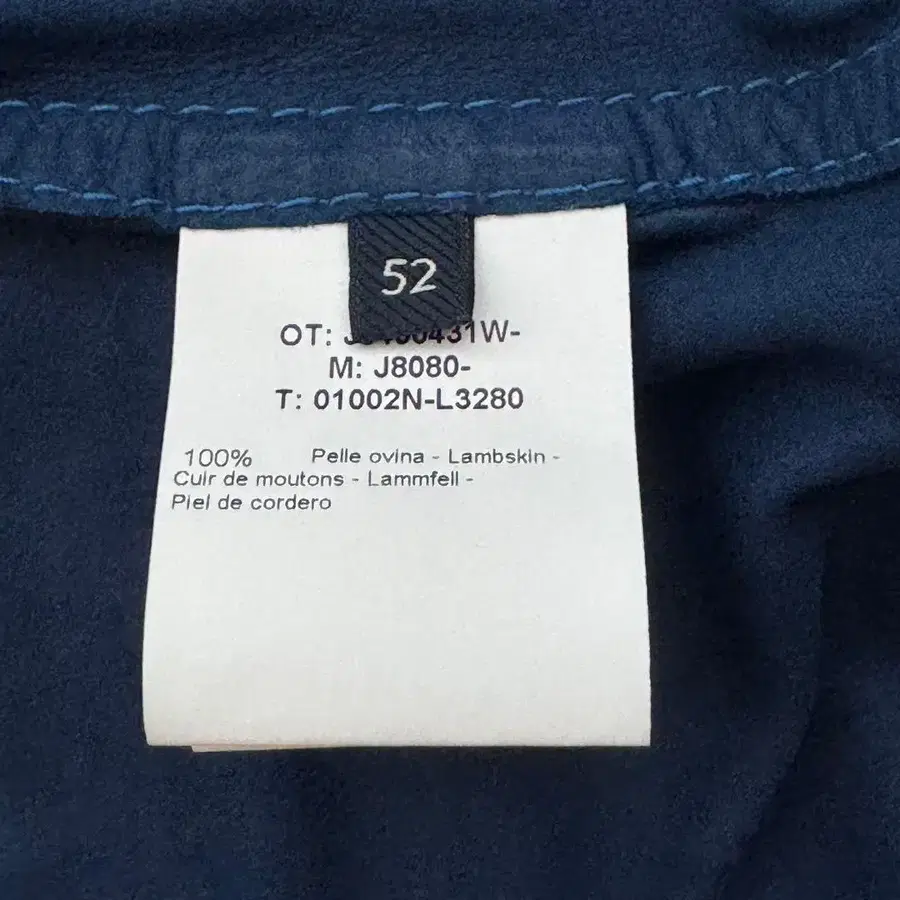 52
OT:
M: J8080-
T: 01002N-L3280
100% Pelle ovina - Lambskin -
Cuir de moutons - Lammfell -
Piel de cordero